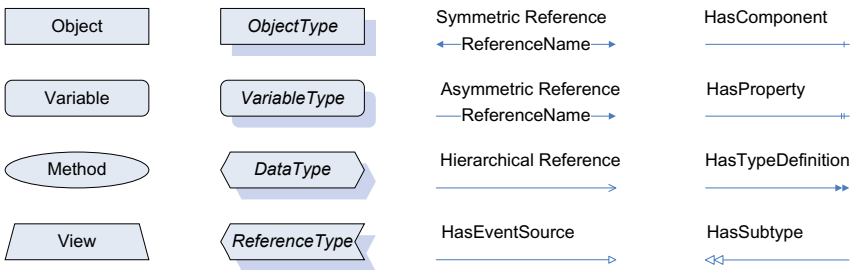 Object
ObjectType
Symmetric Reference
ReferenceName
HasComponent
Variable
VariableType
Asymmetric Reference
ReferenceName
HasProperty
Method
DataType
Hierarchical Reference
HasTypeDefinition
View
ReferenceType
HasEventSource
HasSubtype